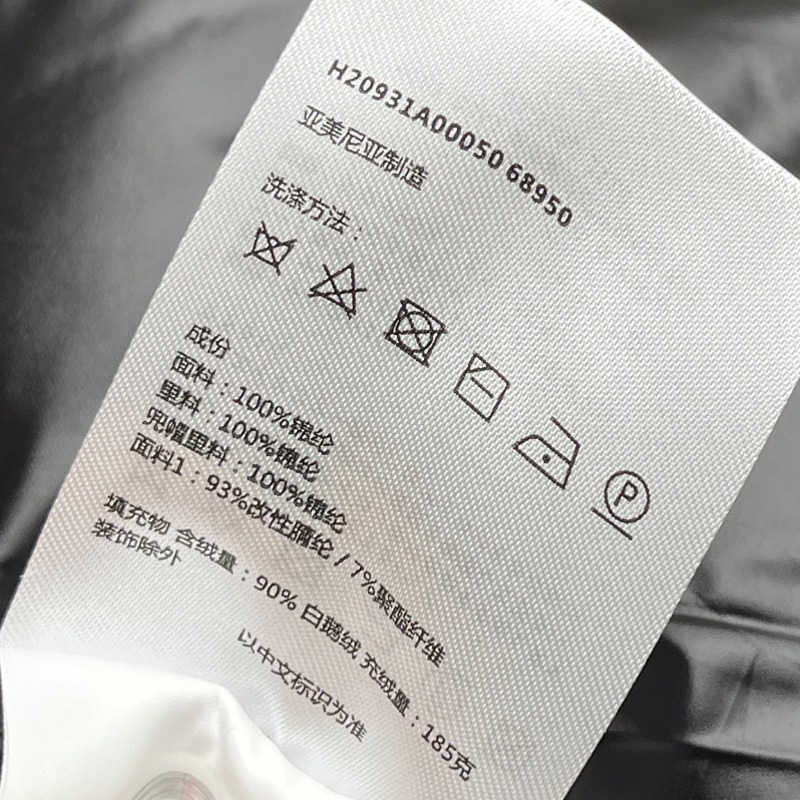 H20931A00050 68950
亚美尼亚制造
洗涤方法：
P
成份
面料：100%锦纶
里料：100%锦纶
兜帽里料：100%锦纶
面料1：93%改性腈纶 / 7%聚酯纤维
填充物 含绒量：90% 白鹅绒 充绒量：185克
装饰除外
以中文标识为准